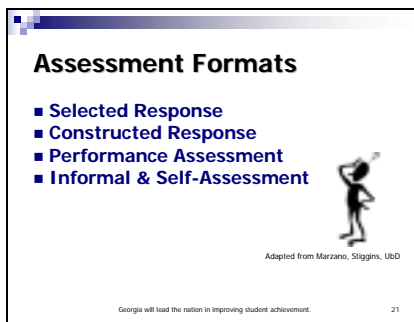 Assessment Formats
■ Selected Response
■ Constructed Response
■ Performance Assessment
■ Informal & Self-Assessment
Adapted from Marzano, Stiggins, UbD
Georgia will lead the nation in improving student achievement. 21